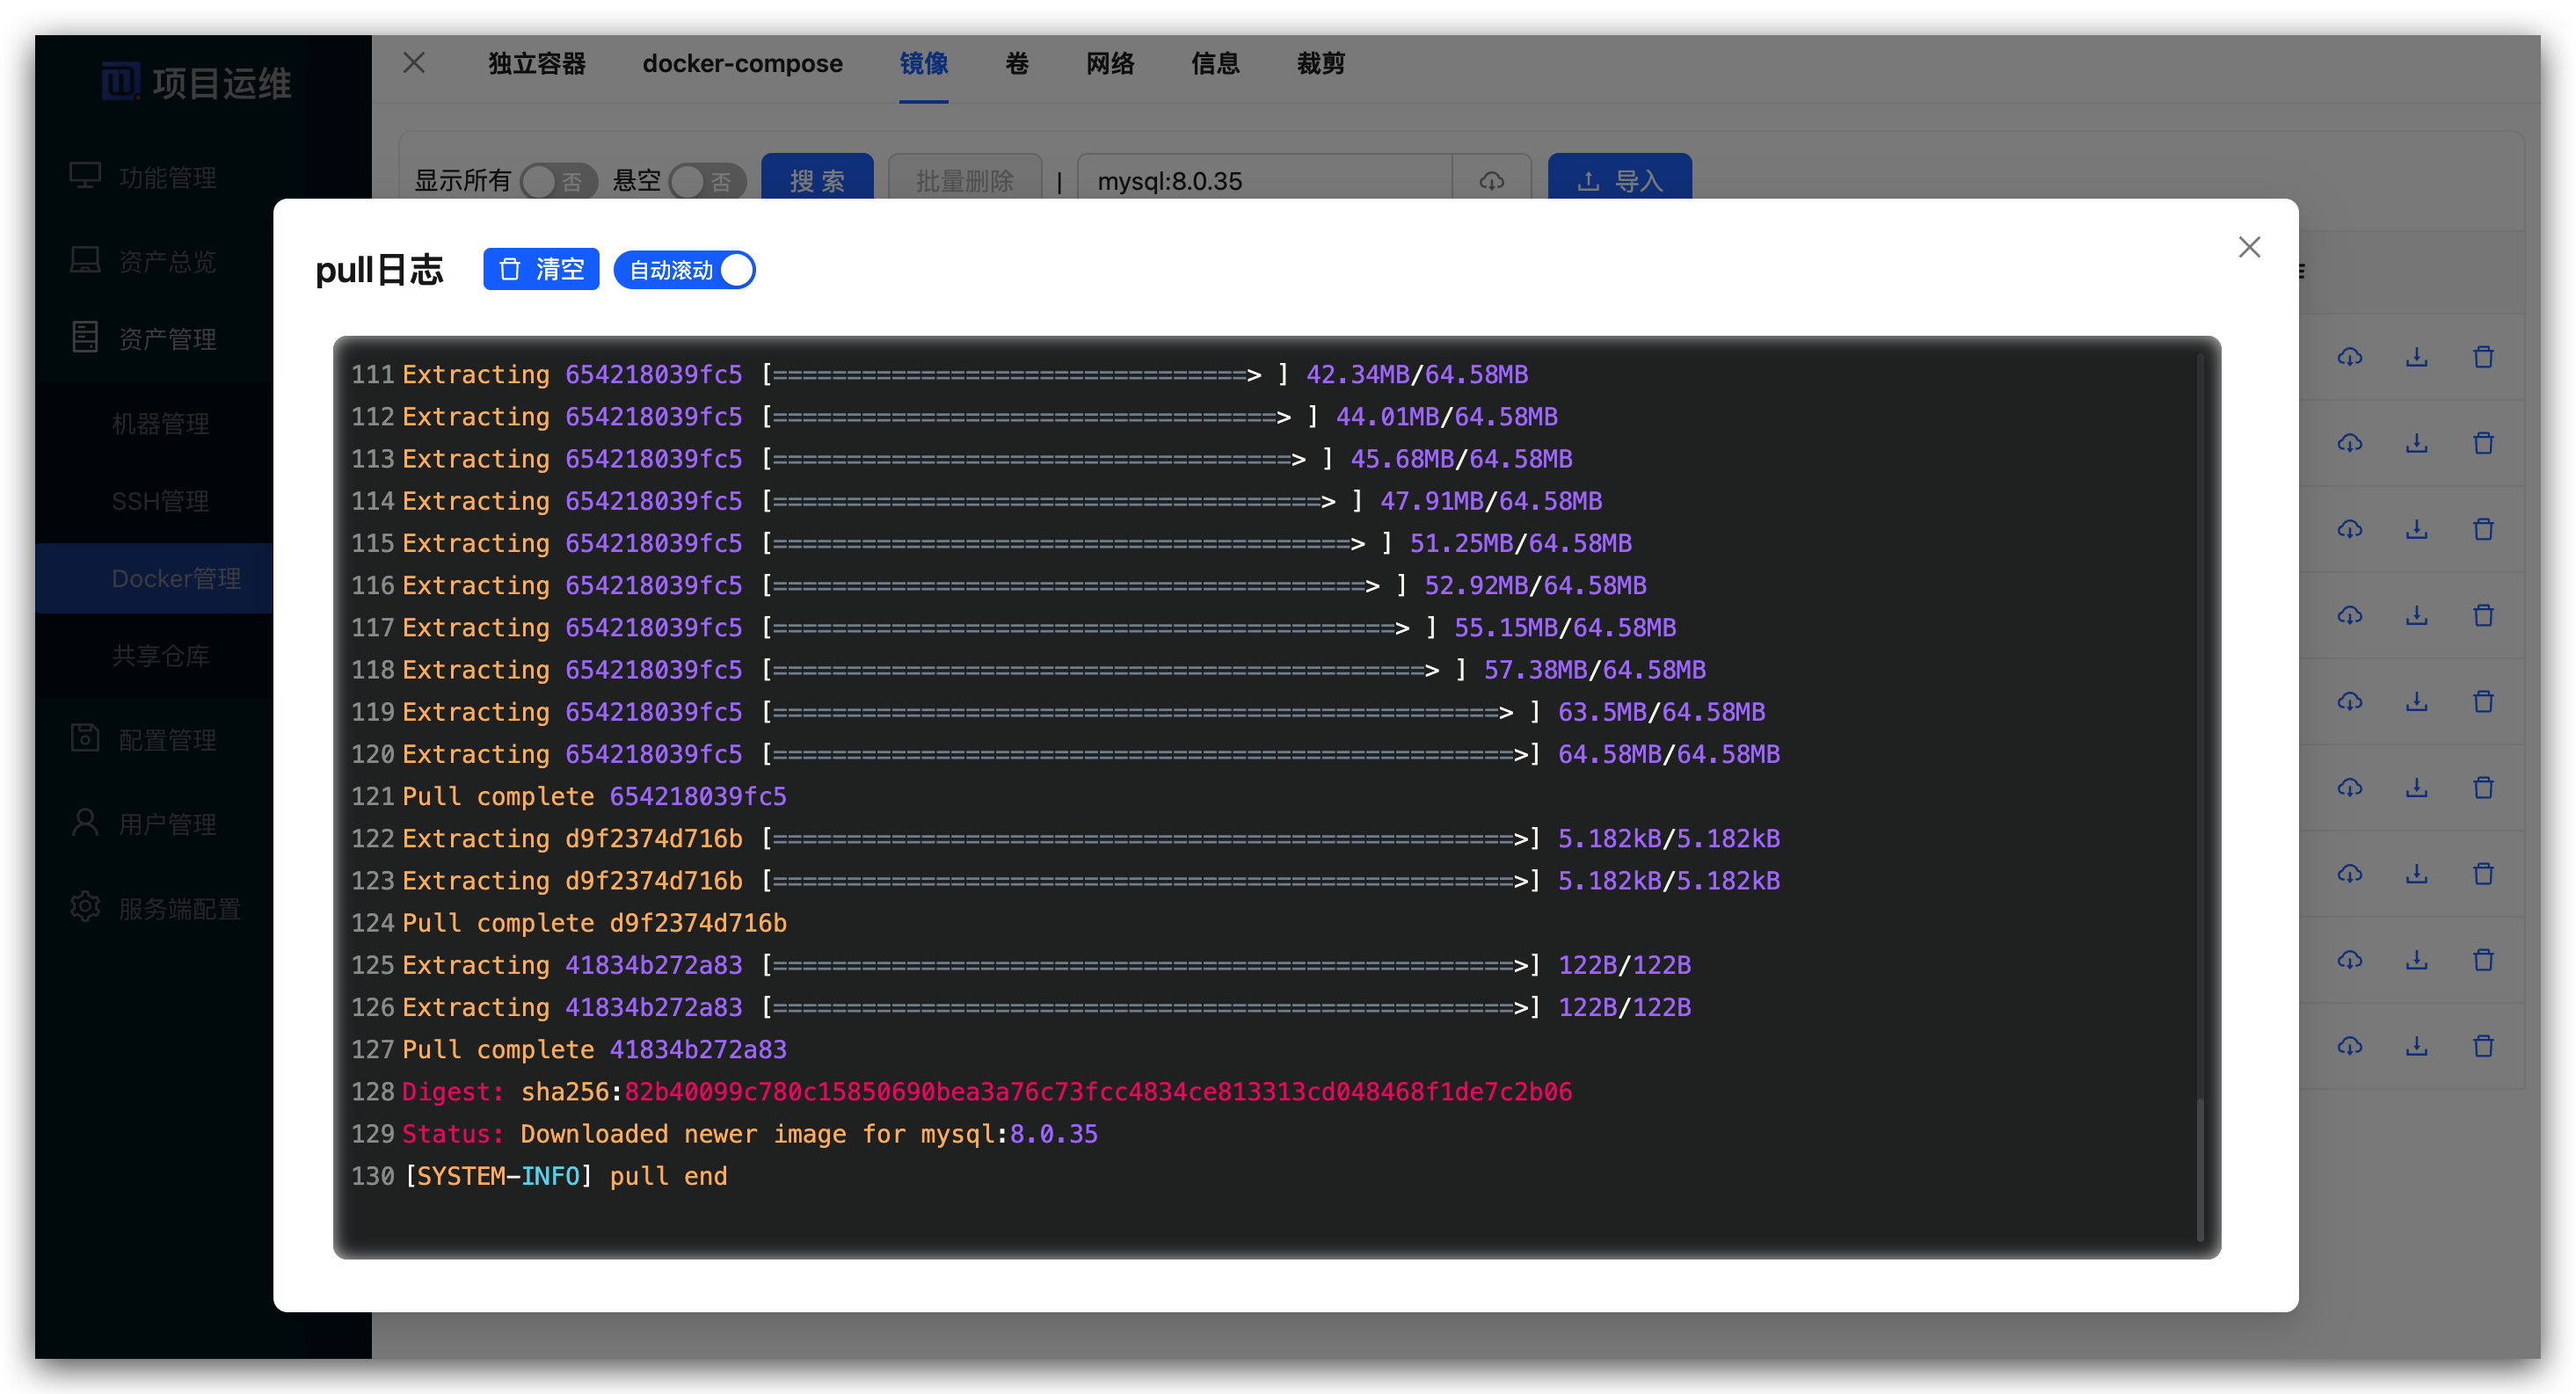 项目运维
功能管理
资产总览
资产管理
机器管理
SSH管理
Docker管理
共享仓库
配置管理
用户管理
服务端配置
独立容器 docker-compose 镜像 卷 网络 信息 裁剪
显示所有 否 悬空 否 搜 索 批量删除 | mysql:8.0.35 导入
pull日志 清空 自动滚动
111 Extracting 654218039fc5 [================================> ] 42.34MB/64.58MB
112 Extracting 654218039fc5 [==================================> ] 44.01MB/64.58MB
113 Extracting 654218039fc5 [===================================> ] 45.68MB/64.58MB
114 Extracting 654218039fc5 [=====================================> ] 47.91MB/64.58MB
115 Extracting 654218039fc5 [=======================================> ] 51.25MB/64.58MB
116 Extracting 654218039fc5 [========================================> ] 52.92MB/64.58MB
117 Extracting 654218039fc5 [==========================================> ] 55.15MB/64.58MB
118 Extracting 654218039fc5 [============================================> ] 57.38MB/64.58MB
119 Extracting 654218039fc5 [=================================================> ] 63.5MB/64.58MB
120 Extracting 654218039fc5 [==================================================>] 64.58MB/64.58MB
121 Pull complete 654218039fc5
122 Extracting d9f2374d716b [==================================================>] 5.182kB/5.182kB
123 Extracting d9f2374d716b [==================================================>] 5.182kB/5.182kB
124 Pull complete d9f2374d716b
125 Extracting 41834b272a83 [==================================================>] 122B/122B
126 Extracting 41834b272a83 [==================================================>] 122B/122B
127 Pull complete 41834b272a83
128 Digest: sha256:82b40099c780c15850690bea3a76c73fcc4834ce813313cd048468f1de7c2b06
129 Status: Downloaded newer image for mysql:8.0.35
130 [SYSTEM-INFO] pull end